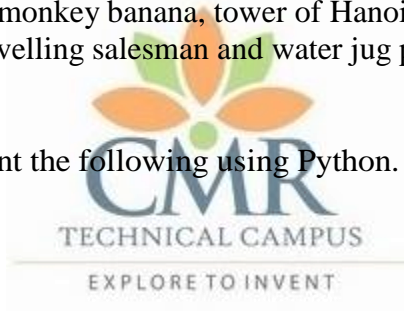 monkey banana, tower of Hanoi
velling salesman and water jug
nt the following using Python.
CMR
TECHNICAL CAMPUS
EXPLORE TO INVENT